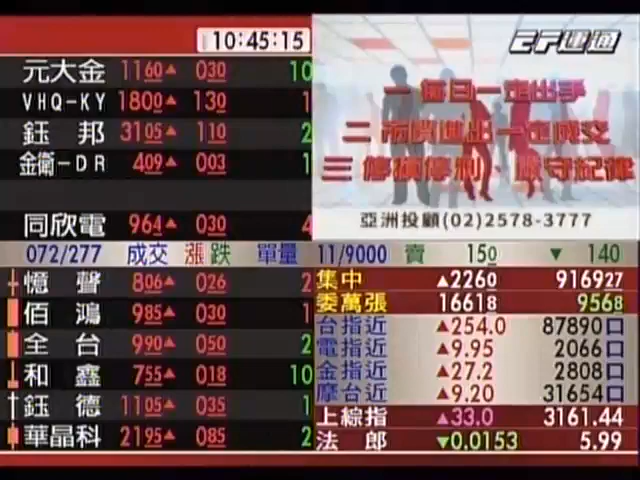 10:45:15
元大金 1160▲ 030 10
VHQ-KY 1800▲ 130 1
鈺邦 3105▲ 110 2
金衛-DR 409▲ 003 1
同欣電 964▲ 030 4
運通
一 每日一定出手
二 市價進出一定成交
三 停損停利、嚴守紀律
亞洲投顧(02)2578-3777
072/277 成交 漲跌 單量
憶聲 806▲ 026 2
佰鴻 985▲ 030 1
全台 990▲ 050 2
和鑫 755▲ 018 10
鈺德 1105▲ 035 1
華晶科 2195▲ 085 2
11/9000 賣 150 ▼ 140
集中 ▲2260 916927
委萬張 16618 9568
台指近 ▲254.0 87890口
電指近 ▲9.95 2066口
金指近 ▲27.2 2808口
摩台近 ▲9.20 31654口
上綜指 ▲33.0 3161.44
法郎 ▼0.0153 5.99